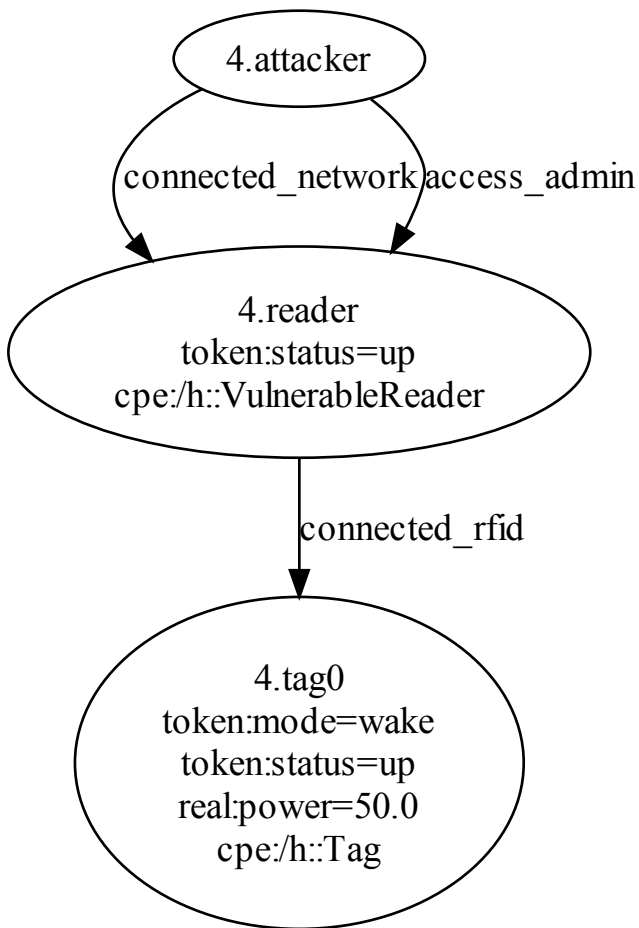 4.attacker
connected_network access_admin
4.reader
token:status=up
cpe:/h::VulnerableReader
connected_rfid
4.tag0
token:mode=wake
token:status=up
real:power=50.0
cpe:/h::Tag